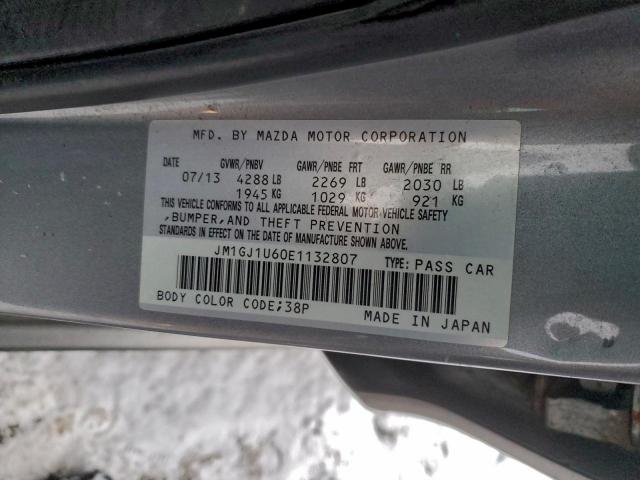 MFD. BY MAZDA MOTOR CORPORATION
DATE GVWR/PNBV GAWR/PNBE FRT GAWR/PNBE RR
07/13 4288 LB 2269 LB 2030 LB
1945 KG 1029 KG 921 KG
THIS VEHICLE CONFORMS TO ALL APPLICABLE FEDERAL MOTOR VEHICLE SAFETY
,BUMPER,AND THEFT PREVENTION
STANDARDS IN EFFECT ON THE DATE OF MANUFACTURE SHOWN ABOVE.
JM1GJ1U60E1132807 TYPE:PASS CAR
BODY COLOR CODE;38P MADE IN JAPAN